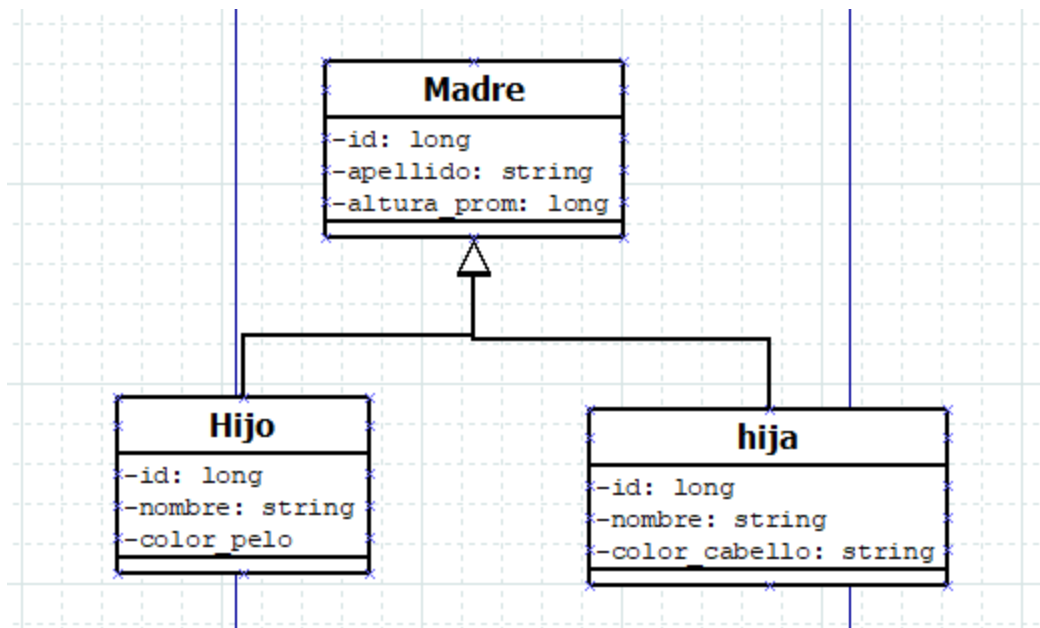 Madre
-id: long
-apellido: string
-altura_prom: long
Hijo
-id: long
-nombre: string
-color_pelo
hija
-id: long
-nombre: string
-color_cabello: string